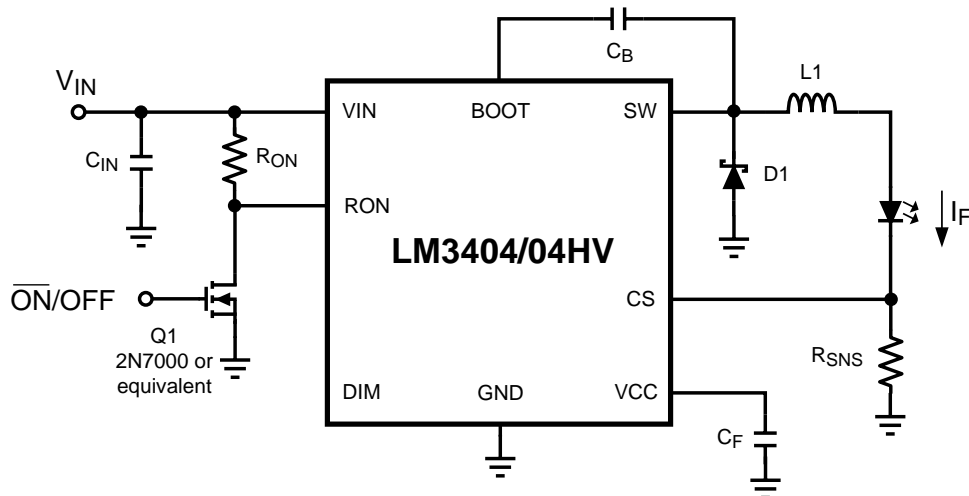 C_B
L1
V_IN
VIN
BOOT
SW
C_IN
R_ON
D1
RON
I_F
LM3404/04HV
ON/OFF
CS
Q1
2N7000 or
equivalent
R_SNS
DIM
GND
VCC
C_F